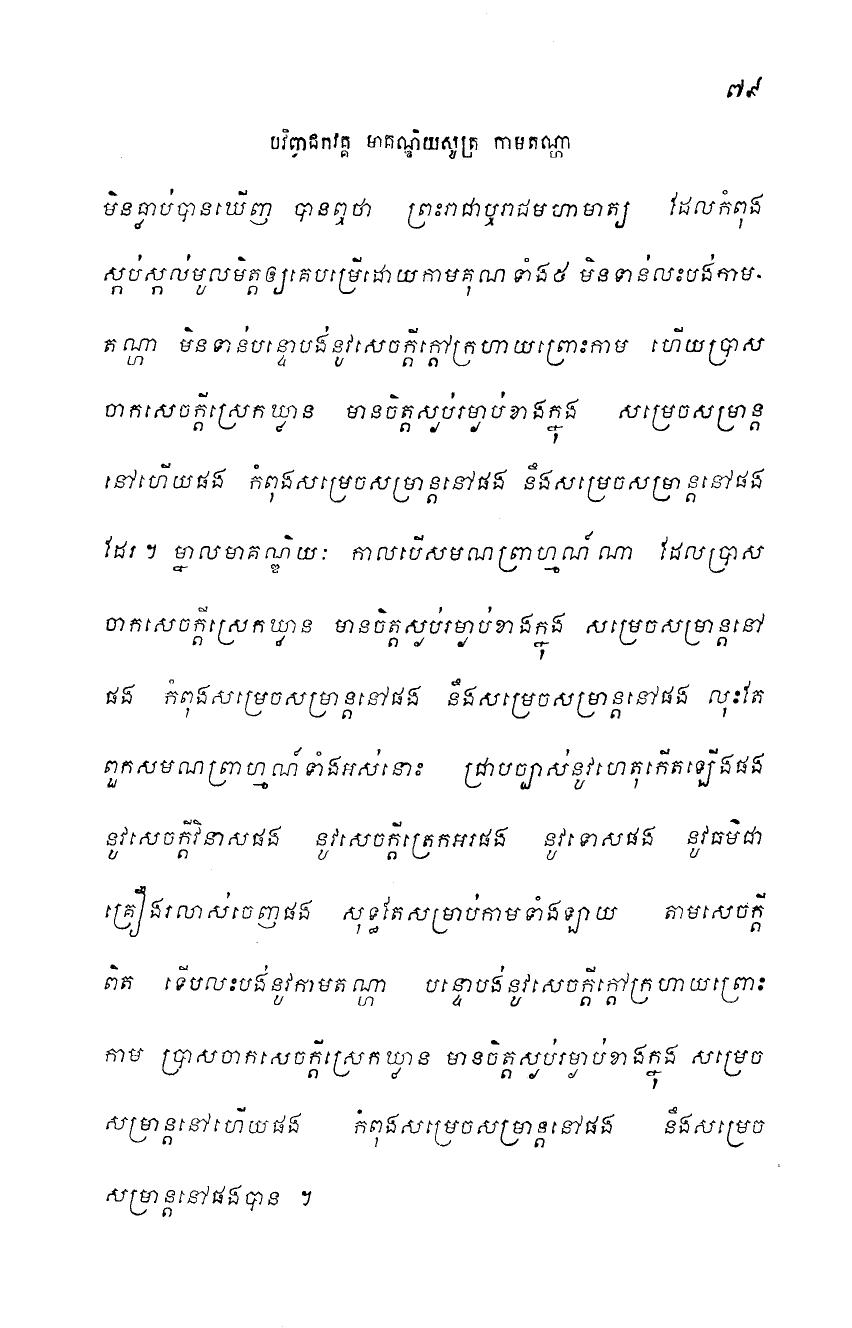 ៧៩
បរិព្វាជកវគ្គ មាគណ្ឌិយសូត្រ កាមតណ្ហា
មិនធ្លាប់បានឃើញ បានឮថា ព្រះរាជាឬរាជមហាមាត្យ ដែលកំពុង
ស្កប់ស្កល់មូលមិត្តឲ្យគេបម្រើដោយកាមគុណទាំង៥ មិនទាន់លះបង់កាម-
តណ្ហា មិនទាន់បន្ទោបង់នូវសេចក្តីក្តៅក្រហាយព្រោះកាម ហើយប្រាស
ចាកសេចក្តីស្រេកឃ្លាន មានចិត្តស្ងប់រម្ងាប់ខាងក្នុង សម្រេចសម្រាន្ត
នៅហើយផង កំពុងសម្រេចសម្រាន្តនៅផង នឹងសម្រេចសម្រាន្តនៅផង
ដែរ ។ ម្នាលមាគណ្ឌិយៈ កាលបើសមណព្រាហ្មណ៍ណា ដែលប្រាស
ចាកសេចក្តីស្រេកឃ្លាន មានចិត្តស្ងប់រម្ងាប់ខាងក្នុង សម្រេចសម្រាន្តនៅ
ផង កំពុងសម្រេចសម្រាន្តនៅផង នឹងសម្រេចសម្រាន្តនៅផង លុះតែ
ពួកសមណព្រាហ្មណ៍ទាំងអស់នោះ ជ្រាបច្បាស់នូវហេតុកើតឡើងផង
នូវសេចក្តីវិនាសផង នូវសេចក្តីត្រេកអរផង នូវទោសផង នូវធម៌ជា
គ្រឿងរលាស់ចេញផង សុទ្ធតែសម្រាប់កាមទាំងឡាយ តាមសេចក្តី
ពិត ទើបលះបង់នូវកាមតណ្ហា បន្ទោបង់នូវសេចក្តីក្តៅក្រហាយព្រោះ
កាម ប្រាសចាកសេចក្តីស្រេកឃ្លាន មានចិត្តស្ងប់រម្ងាប់ខាងក្នុង សម្រេច
សម្រាន្តនៅហើយផង កំពុងសម្រេចសម្រាន្តនៅផង នឹងសម្រេច
សម្រាន្តនៅផងបាន ។